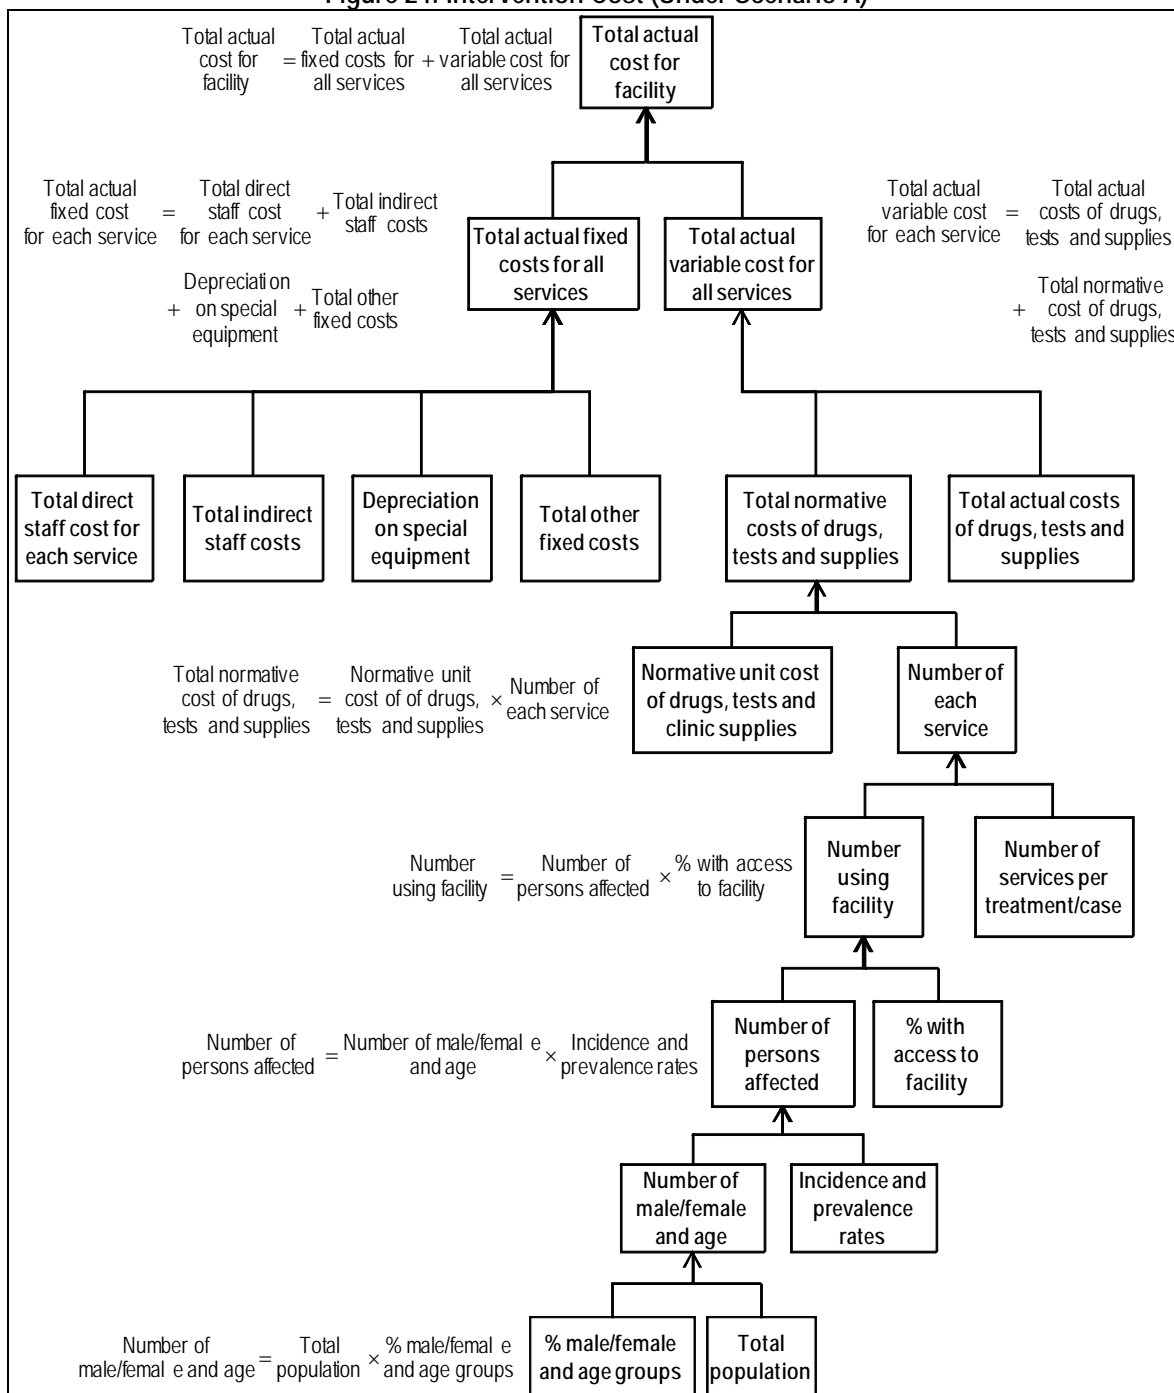 Figure 21: Intervention Cost (Under Scenario A)
Total actual cost for facility = Total actual fixed costs for all services + Total actual variable cost for all services
Total actual
cost for
facility
Total actual fixed cost for each service = Total direct staff cost for each service + Total indirect staff costs
+ Depreciation on special equipment + Total other fixed costs
Total actual fixed
costs for all
services
Total actual
variable cost for
all services
Total actual variable cost for each service = Total actual costs of drugs, tests and supplies
+ Total normative cost of drugs, tests and supplies
Total direct
staff cost for
each service
Total indirect
staff costs
Depreciation
on special
equipment
Total other
fixed costs
Total normative
costs of drugs,
tests and supplies
Total actual costs
of drugs, tests and
supplies
Total normative cost of drugs, tests and supplies = Normative unit cost of of drugs, tests and supplies × Number of each service
Normative unit cost
of drugs, tests and
clinic supplies
Number of
each
service
Number using facility = Number of persons affected × % with access to facility
Number
using
facility
Number of
services per
treatment/case
Number of persons affected = Number of male/femal e and age × Incidence and prevalence rates
Number of
persons
affected
% with
access to
facility
Number of
male/female
and age
Incidence and
prevalence
rates
Number of male/femal e and age = Total population × % male/femal e and age groups
% male/female
and age groups
Total
population